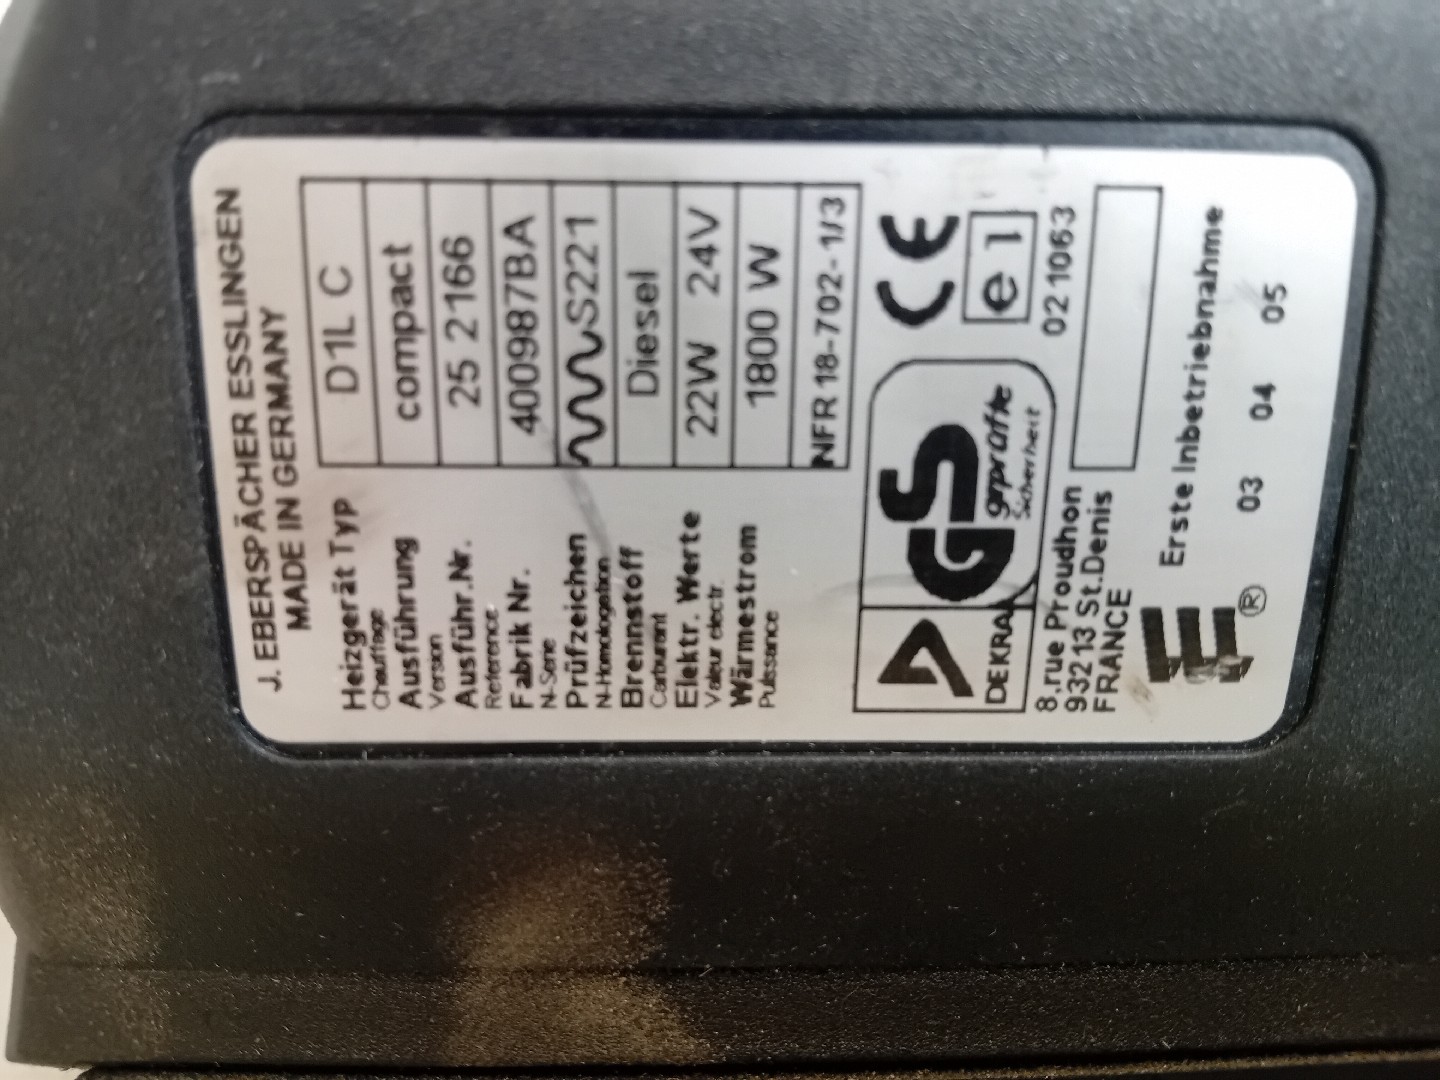 J. EBERSPÄCHER ESSLINGEN
MADE IN GERMANY
Heizgerät Typ D1L C
Chauffage
Ausführung compact
Version
Ausführ.Nr. 25 2166
Reference
Fabrik Nr. 400987BA
N-Serie
Prüfzeichen S221
N-Homologation
Brennstoff Diesel
Carburant
Elektr. Werte 22W 24V
Valeur electr.
Wärmestrom 1800 W
Puissance
NFR 18-702-1/3
DEKRA
GS
geprüfte
Sicherheit
CE
e1
02 1063
8.rue Proudhon
93213 St.Denis
FRANCE
Erste Inbetriebnahme
®
03 04 05